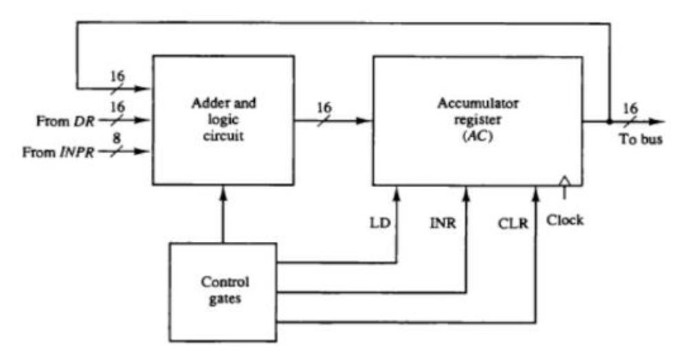 16
16
From DR
8
From INPR
Adder and
logic
circuit
16
Accumulator
register
(AC)
16
To bus
LD
INR
CLR
Clock
Control
gates